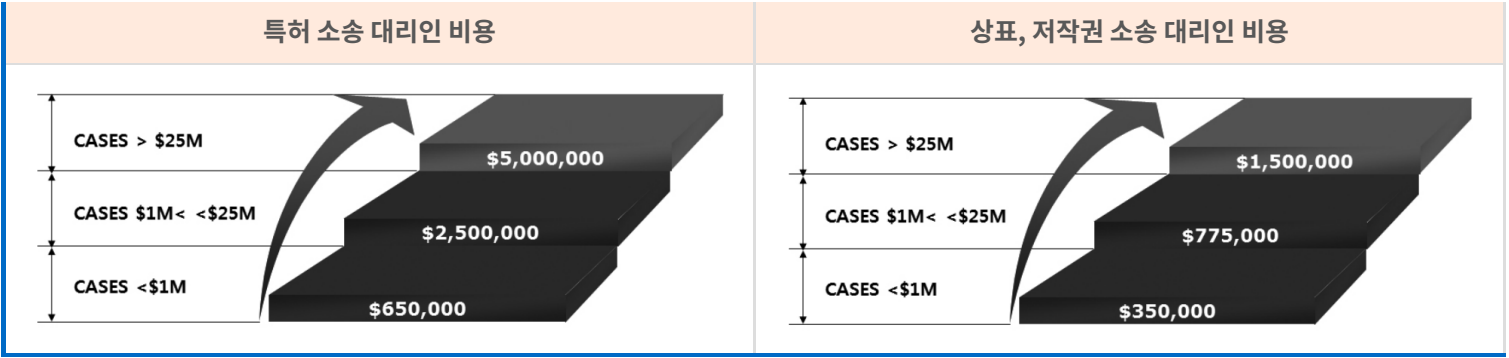 특허 소송 대리인 비용
CASES > $25M
$5,000,000
CASES $1M< <$25M
$2,500,000
CASES <$1M
$650,000
상표, 저작권 소송 대리인 비용
CASES > $25M
$1,500,000
CASES $1M< <$25M
$775,000
CASES <$1M
$350,000